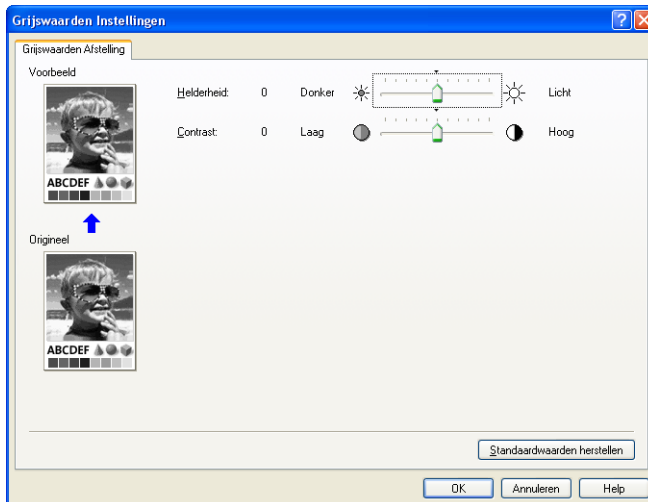 Grijswaarden Instellingen
Grijswaarden Afstelling
Voorbeeld
Helderheid: 0 Donker Licht
Contrast: 0 Laag Hoog
ABCDEF
Origineel
ABCDEF
Standaardwaarden herstellen
OK Annuleren Help